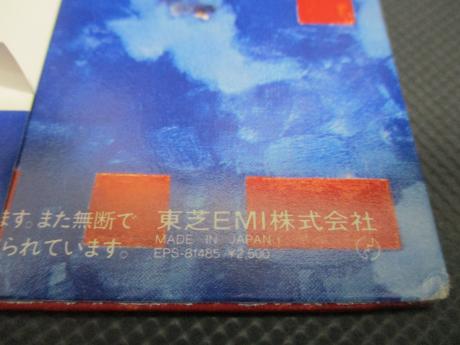 ます。また無断で
られています。
東芝EMI株式会社
MADE IN JAPAN
EPS-81485 ¥2,500